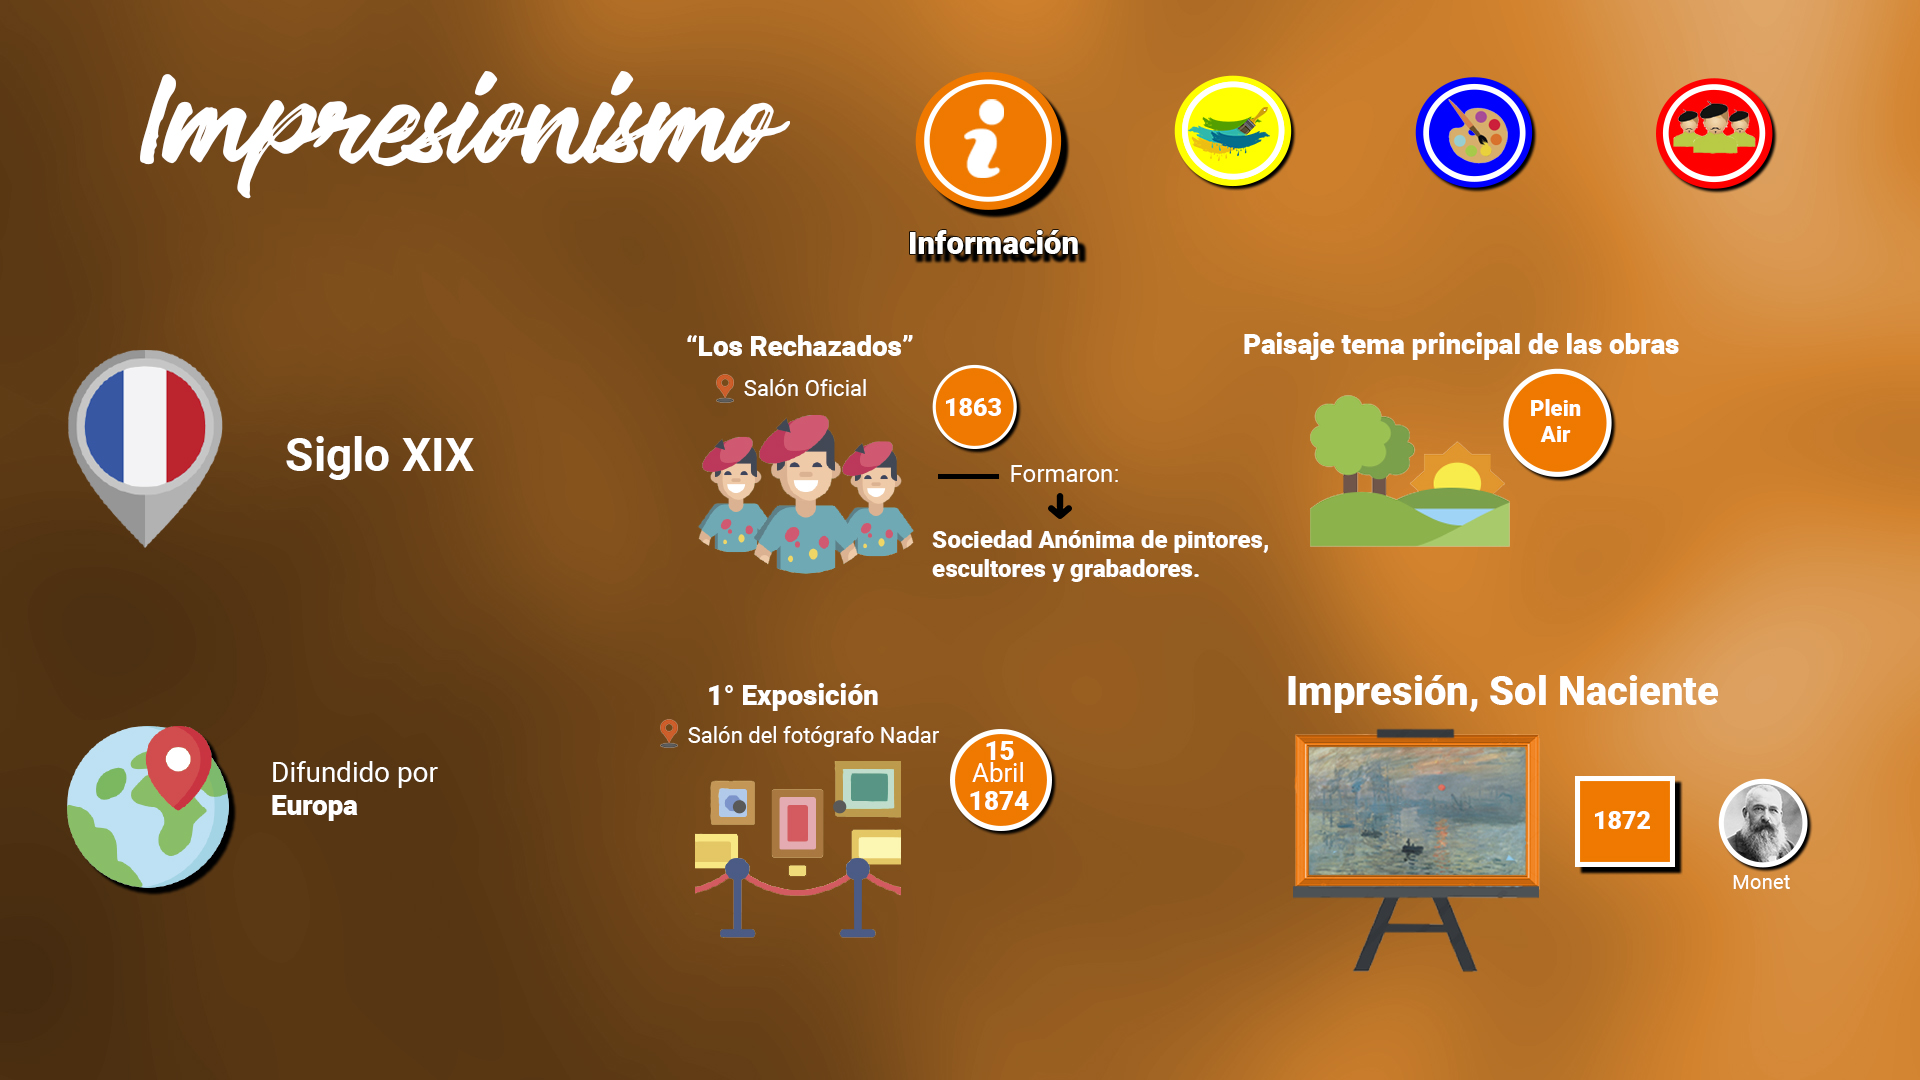 Impresionismo
Información
Siglo XIX
“Los Rechazados”
Salón Oficial
1863
Formaron:
Sociedad Anónima de pintores,
escultores y grabadores.
Paisaje tema principal de las obras
Plein
Air
Difundido por
Europa
1° Exposición
Salón del fotógrafo Nadar
15
Abril
1874
Impresión, Sol Naciente
1872
Monet